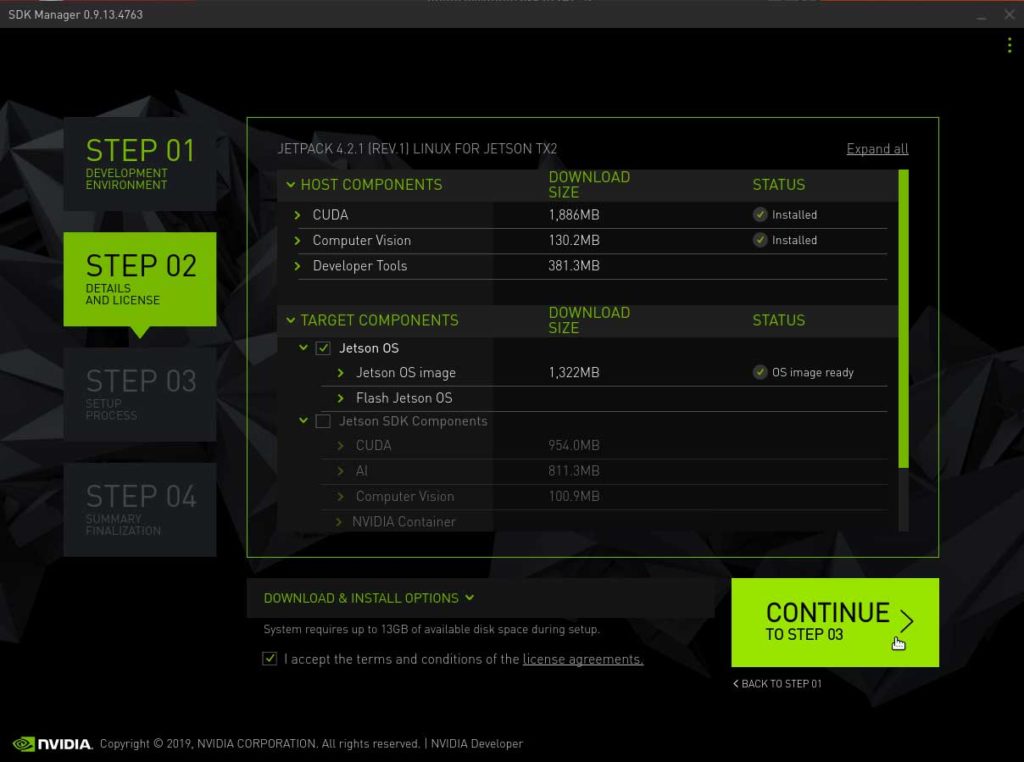 SDK Manager 0.9.13.4763
STEP 01
DEVELOPMENT
ENVIRONMENT
STEP 02
DETAILS
AND LICENSE
STEP 03
SETUP
PROCESS
STEP 04
SUMMARY
FINALIZATION
JETPACK 4.2.1 [REV.1] LINUX FOR JETSON TX2
Expand all
HOST COMPONENTS DOWNLOAD SIZE STATUS
CUDA 1,886MB Installed
Computer Vision 130.2MB Installed
Developer Tools 381.3MB
TARGET COMPONENTS DOWNLOAD SIZE STATUS
Jetson OS
Jetson OS image 1,322MB OS image ready
Flash Jetson OS
Jetson SDK Components
CUDA 954.0MB
AI 811.3MB
Computer Vision 100.9MB
NVIDIA Container
DOWNLOAD & INSTALL OPTIONS
System requires up to 13GB of available disk space during setup.
I accept the terms and conditions of the license agreements.
CONTINUE
TO STEP 03
BACK TO STEP 01
NVIDIA. Copyright © 2019, NVIDIA CORPORATION. All rights reserved. | NVIDIA Developer